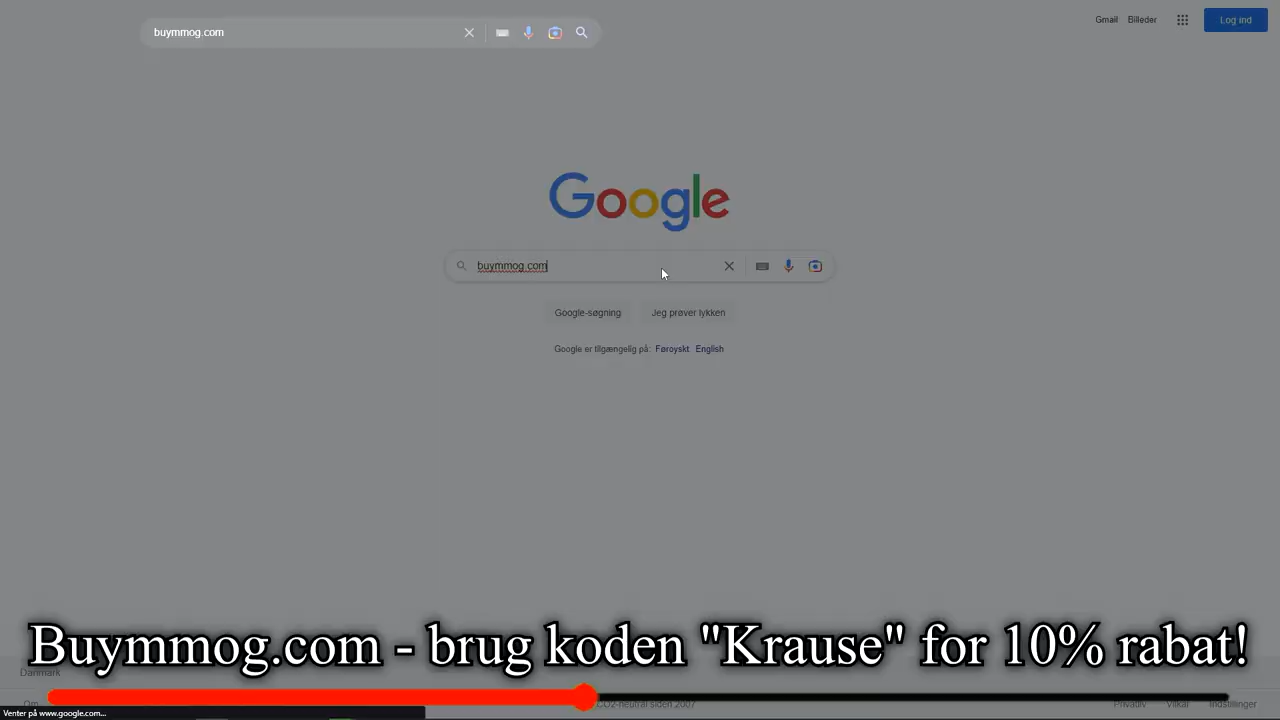 buymmog.com
Gmail Billeder
Log ind
Google
buymmog.com
Google-søgning Jeg prøver lykken
Google er tilgængelig på: Føroyskt English
Buymmog.com - brug koden "Krause" for 10% rabat!
Danmark
Om CO2-neutral siden 2007 Privatliv Vilkår Indstillinger
Venter på www.google.com...